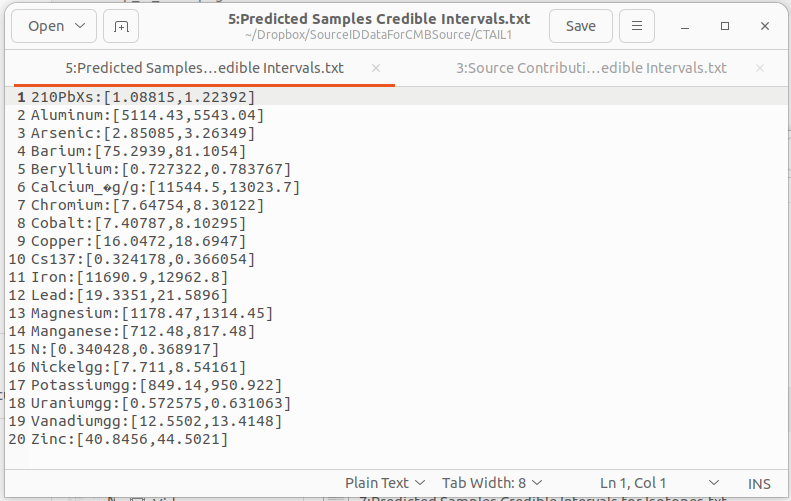 Open
5:Predicted Samples Credible Intervals.txt
~/Dropbox/SourceIDDataForCMBSource/CTAIL1
Save
5:Predicted Samples…edible Intervals.txt
3:Source Contributi…edible Intervals.txt
1 210PbXs:[1.08815,1.22392]
2 Aluminum:[5114.43,5543.04]
3 Arsenic:[2.85085,3.26349]
4 Barium:[75.2939,81.1054]
5 Beryllium:[0.727322,0.783767]
6 Calcium_�g/g:[11544.5,13023.7]
7 Chromium:[7.64754,8.30122]
8 Cobalt:[7.40787,8.10295]
9 Copper:[16.0472,18.6947]
10 Cs137:[0.324178,0.366054]
11 Iron:[11690.9,12962.8]
12 Lead:[19.3351,21.5896]
13 Magnesium:[1178.47,1314.45]
14 Manganese:[712.48,817.48]
15 N:[0.340428,0.368917]
16 Nickelgg:[7.711,8.54161]
17 Potassiumgg:[849.14,950.922]
18 Uraniumgg:[0.572575,0.631063]
19 Vanadiumgg:[12.5502,13.4148]
20 Zinc:[40.8456,44.5021]
Plain Text
Tab Width: 8
Ln 1, Col 1
INS